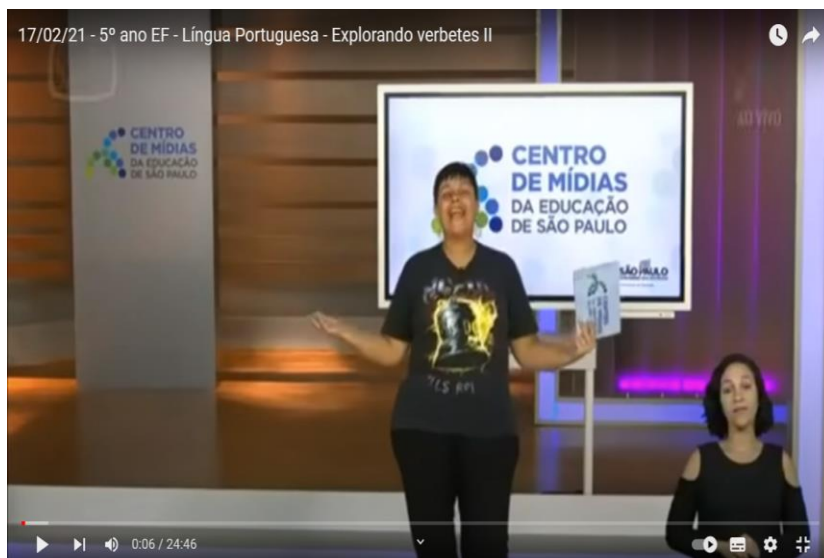 17/02/21 - 5º ano EF - Língua Portuguesa - Explorando verbetes II
AO VIVO
CENTRO
DE MÍDIAS
DA EDUCAÇÃO
DE SÃO PAULO
CENTRO
DE MÍDIAS
DA EDUCAÇÃO
DE SÃO PAULO
SÃO PAULO
0:06 / 24:46